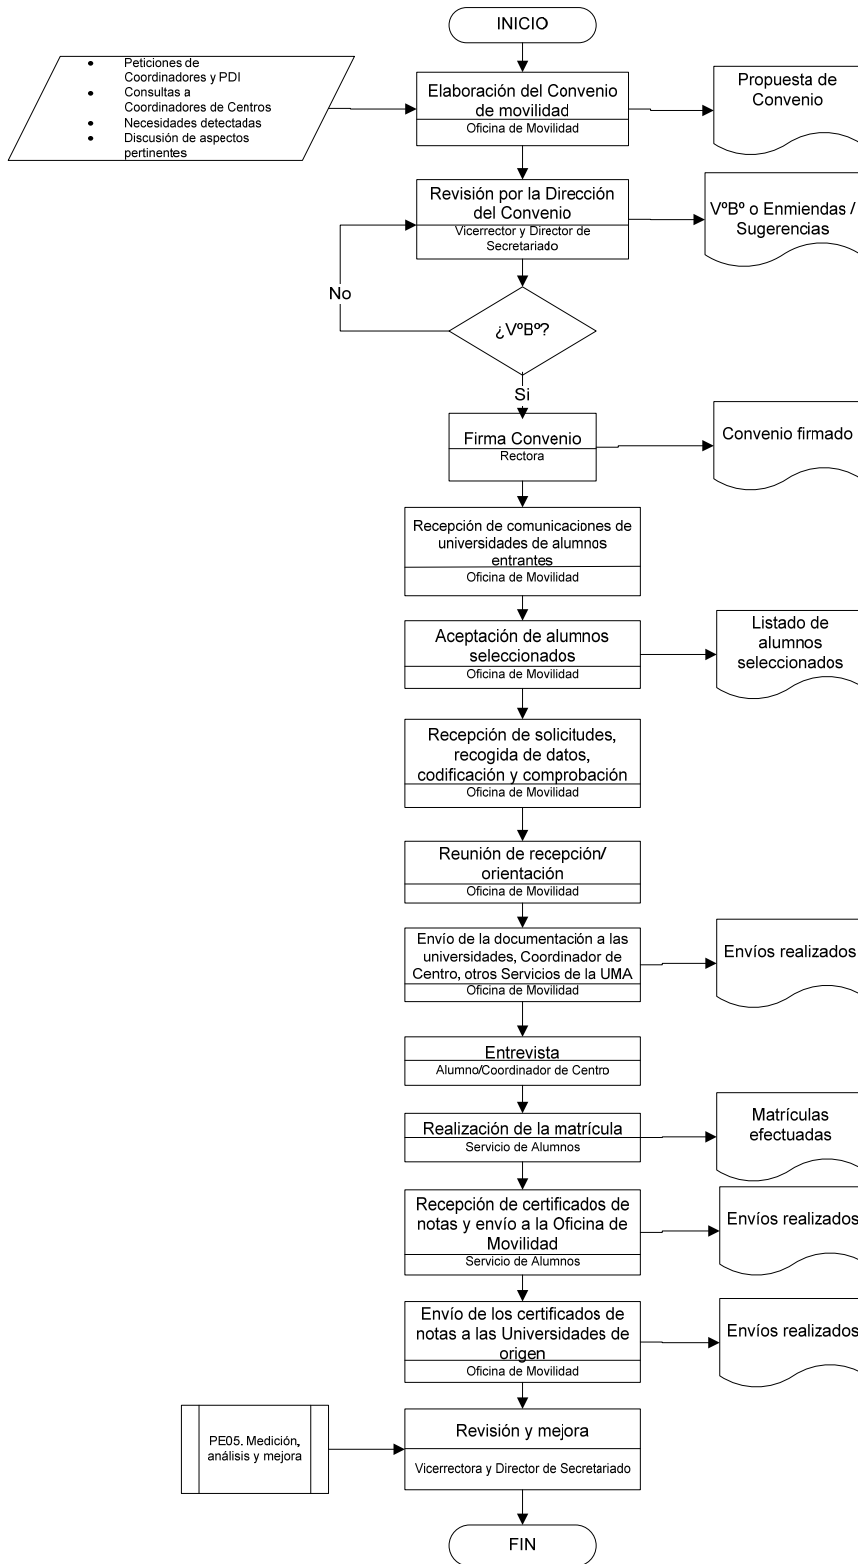 INICIO
• Peticiones de
Coordinadores y PDI
• Consultas a
Coordinadores de Centros
• Necesidades detectadas
• Discusión de aspectos
pertinentes
Elaboración del Convenio
de movilidad
Oficina de Movilidad
Propuesta de
Convenio
Revisión por la Dirección
del Convenio
Vicerrector y Director de
Secretariado
VºBº o Enmiendas /
Sugerencias
No
¿VºBº?
Si
Firma Convenio
Rectora
Convenio firmado
Recepción de comunicaciones de
universidades de alumnos
entrantes
Oficina de Movilidad
Aceptación de alumnos
seleccionados
Oficina de Movilidad
Listado de
alumnos
seleccionados
Recepción de solicitudes,
recogida de datos,
codificación y comprobación
Oficina de Movilidad
Reunión de recepción/
orientación
Oficina de Movilidad
Envío de la documentación a las
universidades, Coordinador de
Centro, otros Servicios de la UMA
Oficina de Movilidad
Envíos realizados
Entrevista
Alumno/Coordinador de Centro
Realización de la matrícula
Servicio de Alumnos
Matrículas
efectuadas
Recepción de certificados de
notas y envío a la Oficina de
Movilidad
Servicio de Alumnos
Envíos realizados
Envío de los certificados de
notas a las Universidades de
origen
Oficina de Movilidad
Envíos realizados
PE05. Medición,
análisis y mejora
Revisión y mejora
Vicerrectora y Director de Secretariado
FIN